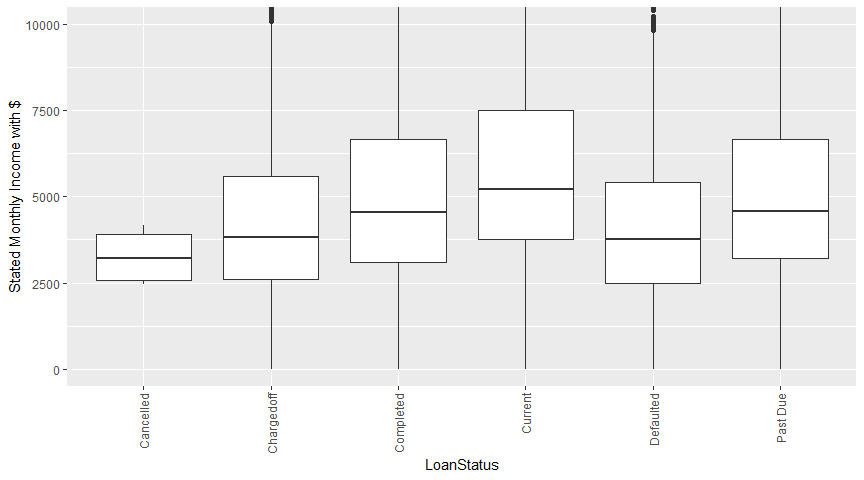 Stated Monthly Income with $
10000
7500
5000
2500
0
Cancelled
Chargedoff
Completed
Current
Defaulted
Past Due
LoanStatus